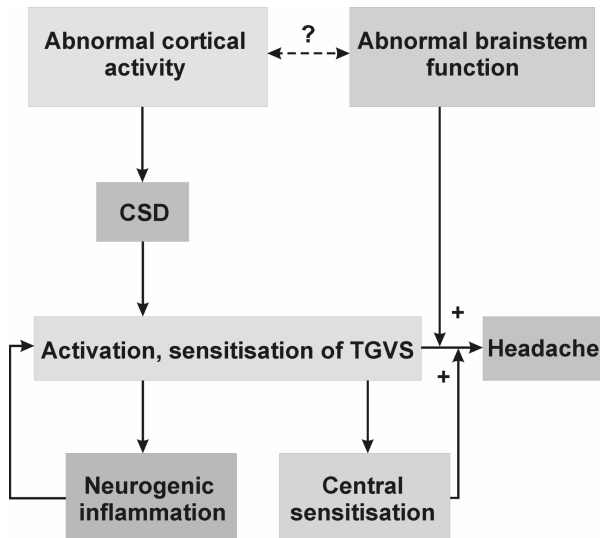 Abnormal cortical
activity
?
Abnormal brainstem
function
CSD
+
Activation, sensitisation of TGVS
Headache
+
Neurogenic
inflammation
Central
sensitisation